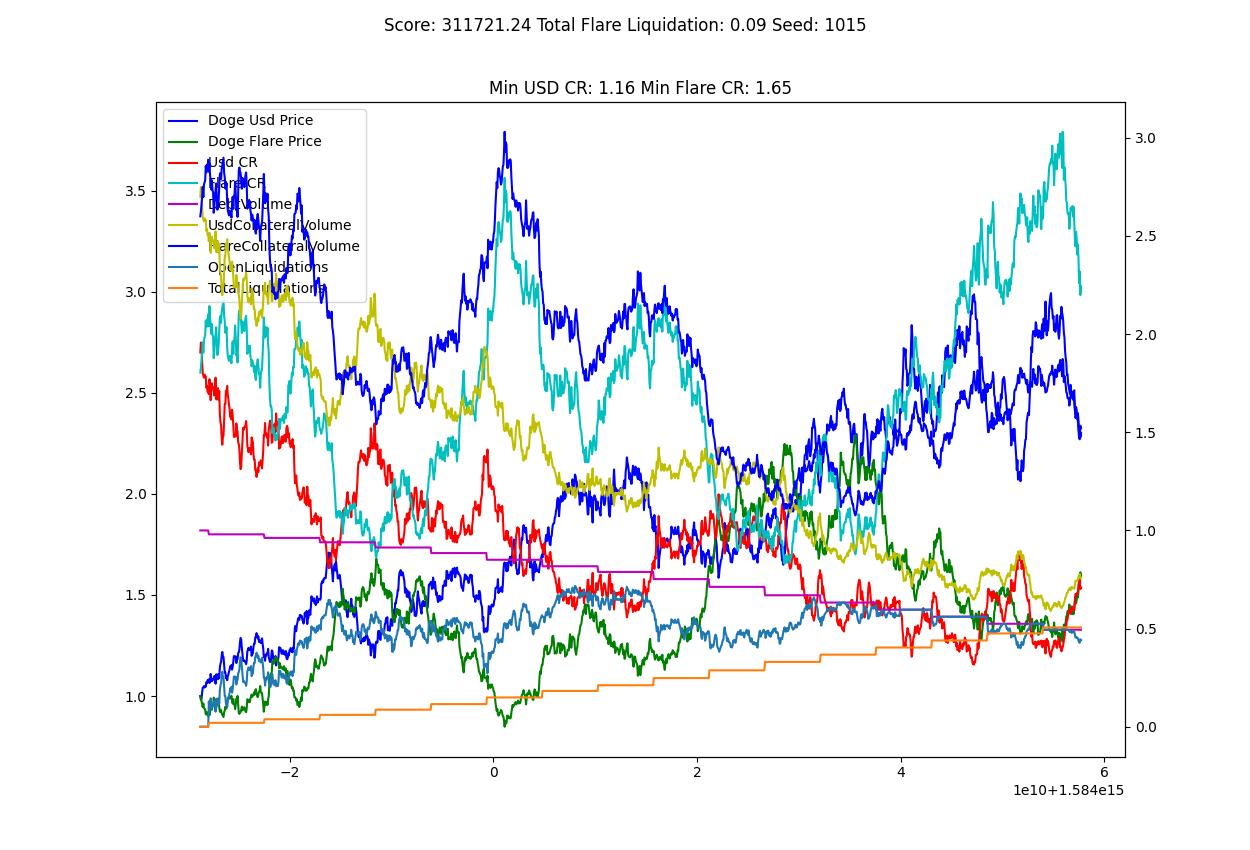 Score: 311721.24 Total Flare Liquidation: 0.09 Seed: 1015
Min USD CR: 1.16 Min Flare CR: 1.65
Doge Usd Price
Doge Flare Price
Usd CR
Flare CR
DebtVolume
UsdCollateralVolume
FlareCollateralVolume
OpenLiquidations
TotalLiquidations
3.5
3.0
2.5
2.0
1.5
1.0
3.0
2.5
2.0
1.5
1.0
0.5
0.0
−2
0
2
4
6
1e10+1.584e15